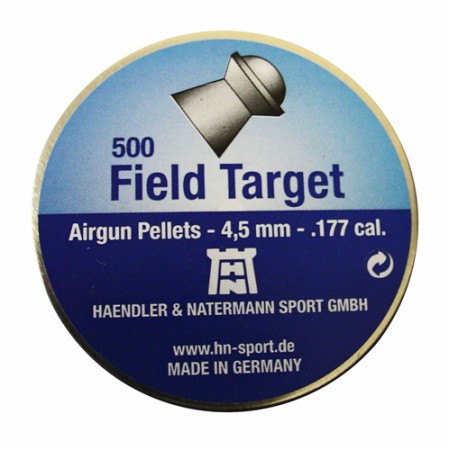 500
Field Target
Airgun Pellets - 4,5 mm - .177 cal.
HN
HAENDLER & NATERMANN SPORT GMBH
www.hn-sport.de
MADE IN GERMANY